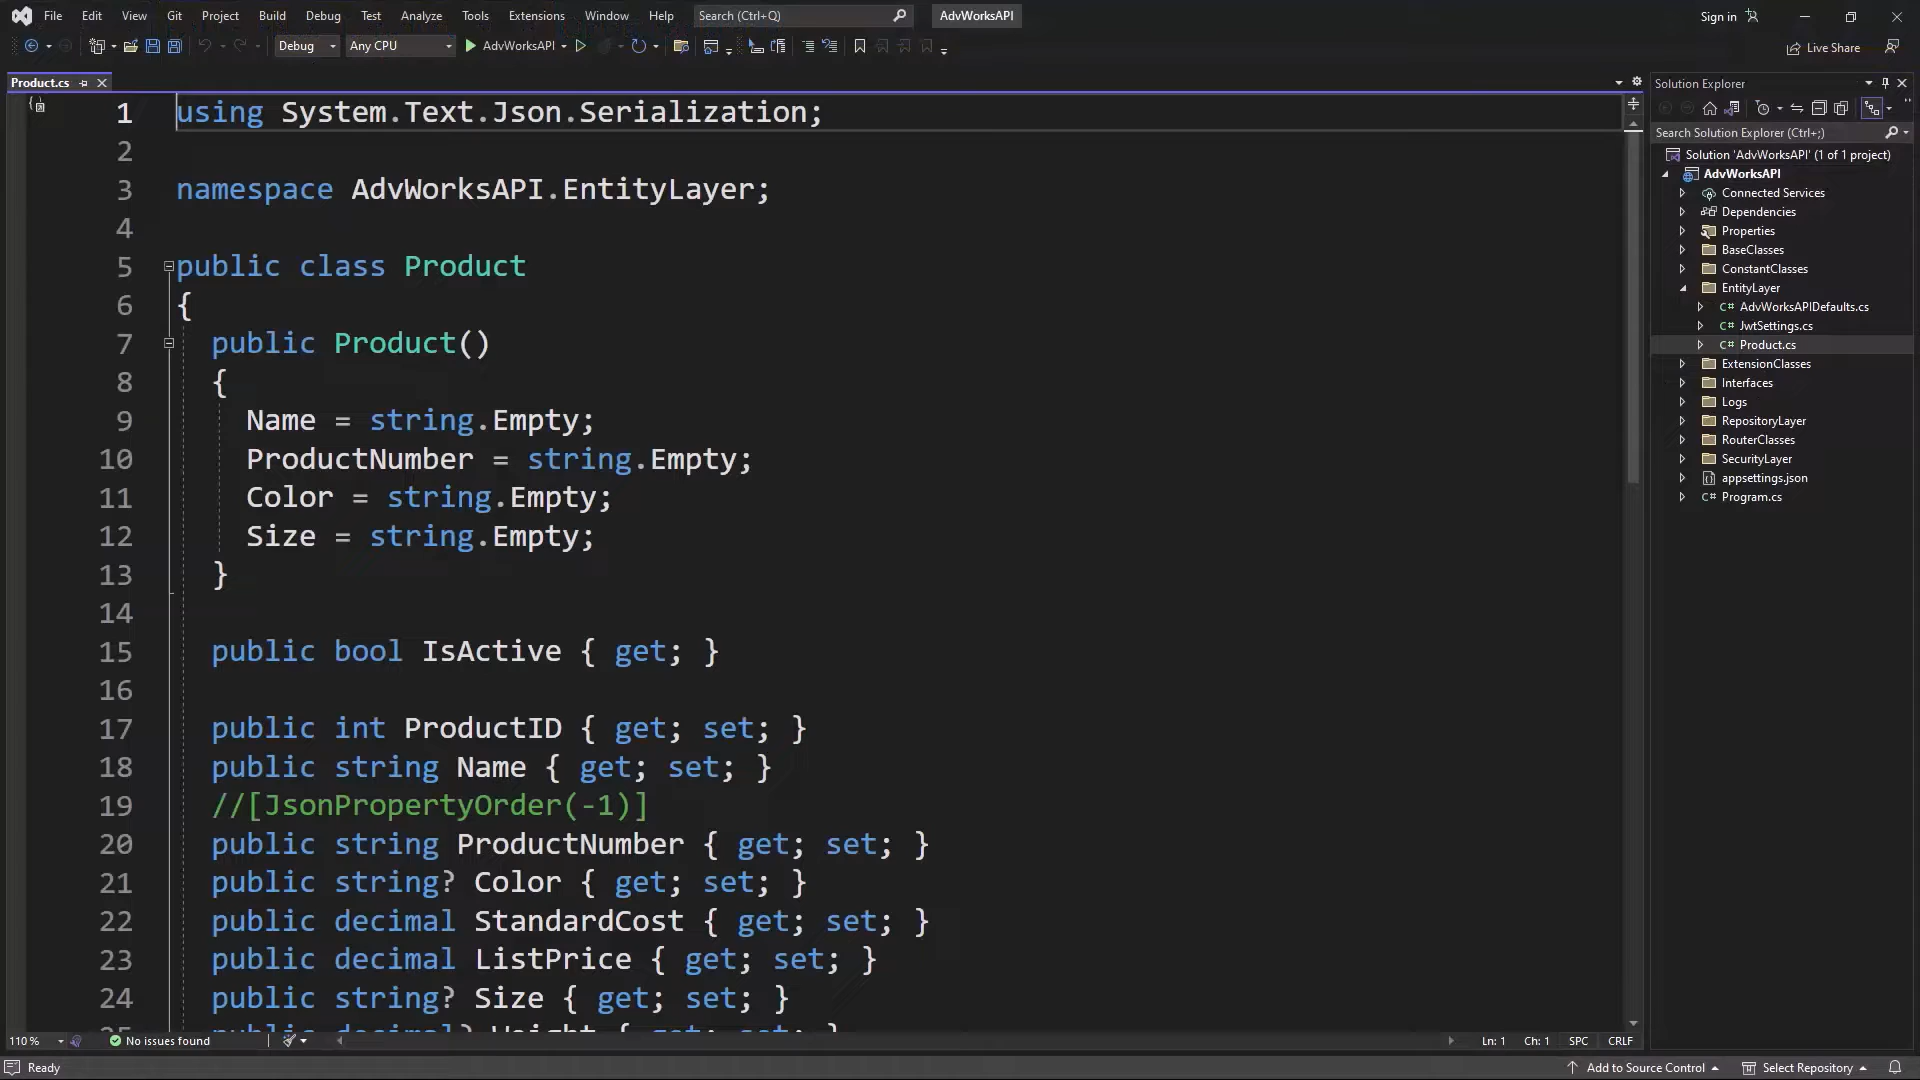 File Edit View Git Project Build Debug Test Analyze Tools Extensions Window Help Search (Ctrl+Q) AdvWorksAPI Sign in
Debug Any CPU AdvWorksAPI Live Share
Product.cs
1 using System.Text.Json.Serialization;
2
3 namespace AdvWorksAPI.EntityLayer;
4
5 public class Product
6 {
7 public Product()
8 {
9 Name = string.Empty;
10 ProductNumber = string.Empty;
11 Color = string.Empty;
12 Size = string.Empty;
13 }
14
15 public bool IsActive { get; }
16
17 public int ProductID { get; set; }
18 public string Name { get; set; }
19 //[JsonPropertyOrder(-1)]
20 public string ProductNumber { get; set; }
21 public string? Color { get; set; }
22 public decimal StandardCost { get; set; }
23 public decimal ListPrice { get; set; }
24 public string? Size { get; set; }
25 public decimal? Weight { get; set; }
Solution Explorer
Search Solution Explorer (Ctrl+;)
Solution 'AdvWorksAPI' (1 of 1 project)
AdvWorksAPI
Connected Services
Dependencies
Properties
BaseClasses
ConstantClasses
EntityLayer
C# AdvWorksAPIDefaults.cs
C# JwtSettings.cs
C# Product.cs
ExtensionClasses
Interfaces
Logs
RepositoryLayer
RouterClasses
SecurityLayer
appsettings.json
C# Program.cs
110 % No issues found Ln: 1 Ch: 1 SPC CRLF
Ready Add to Source Control Select Repository